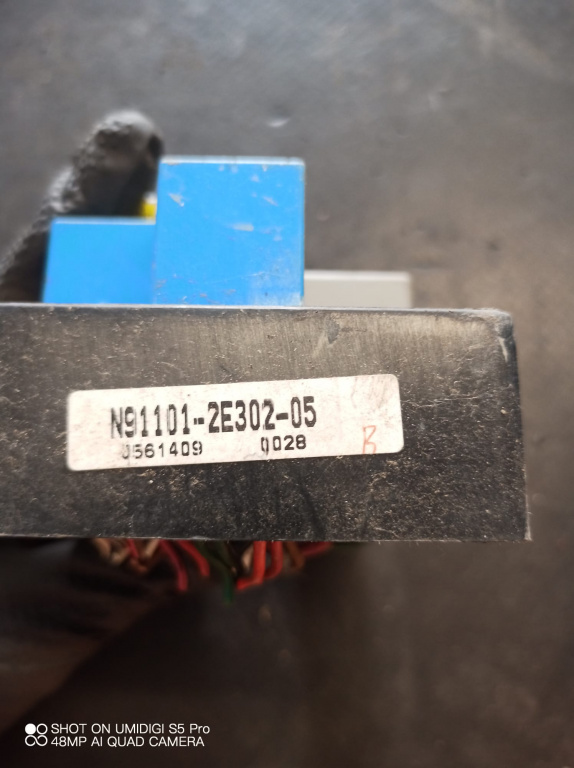 N91101-2E302-05
J561409 0028
B
SHOT ON UMIDIGI S5 Pro
48MP AI QUAD CAMERA